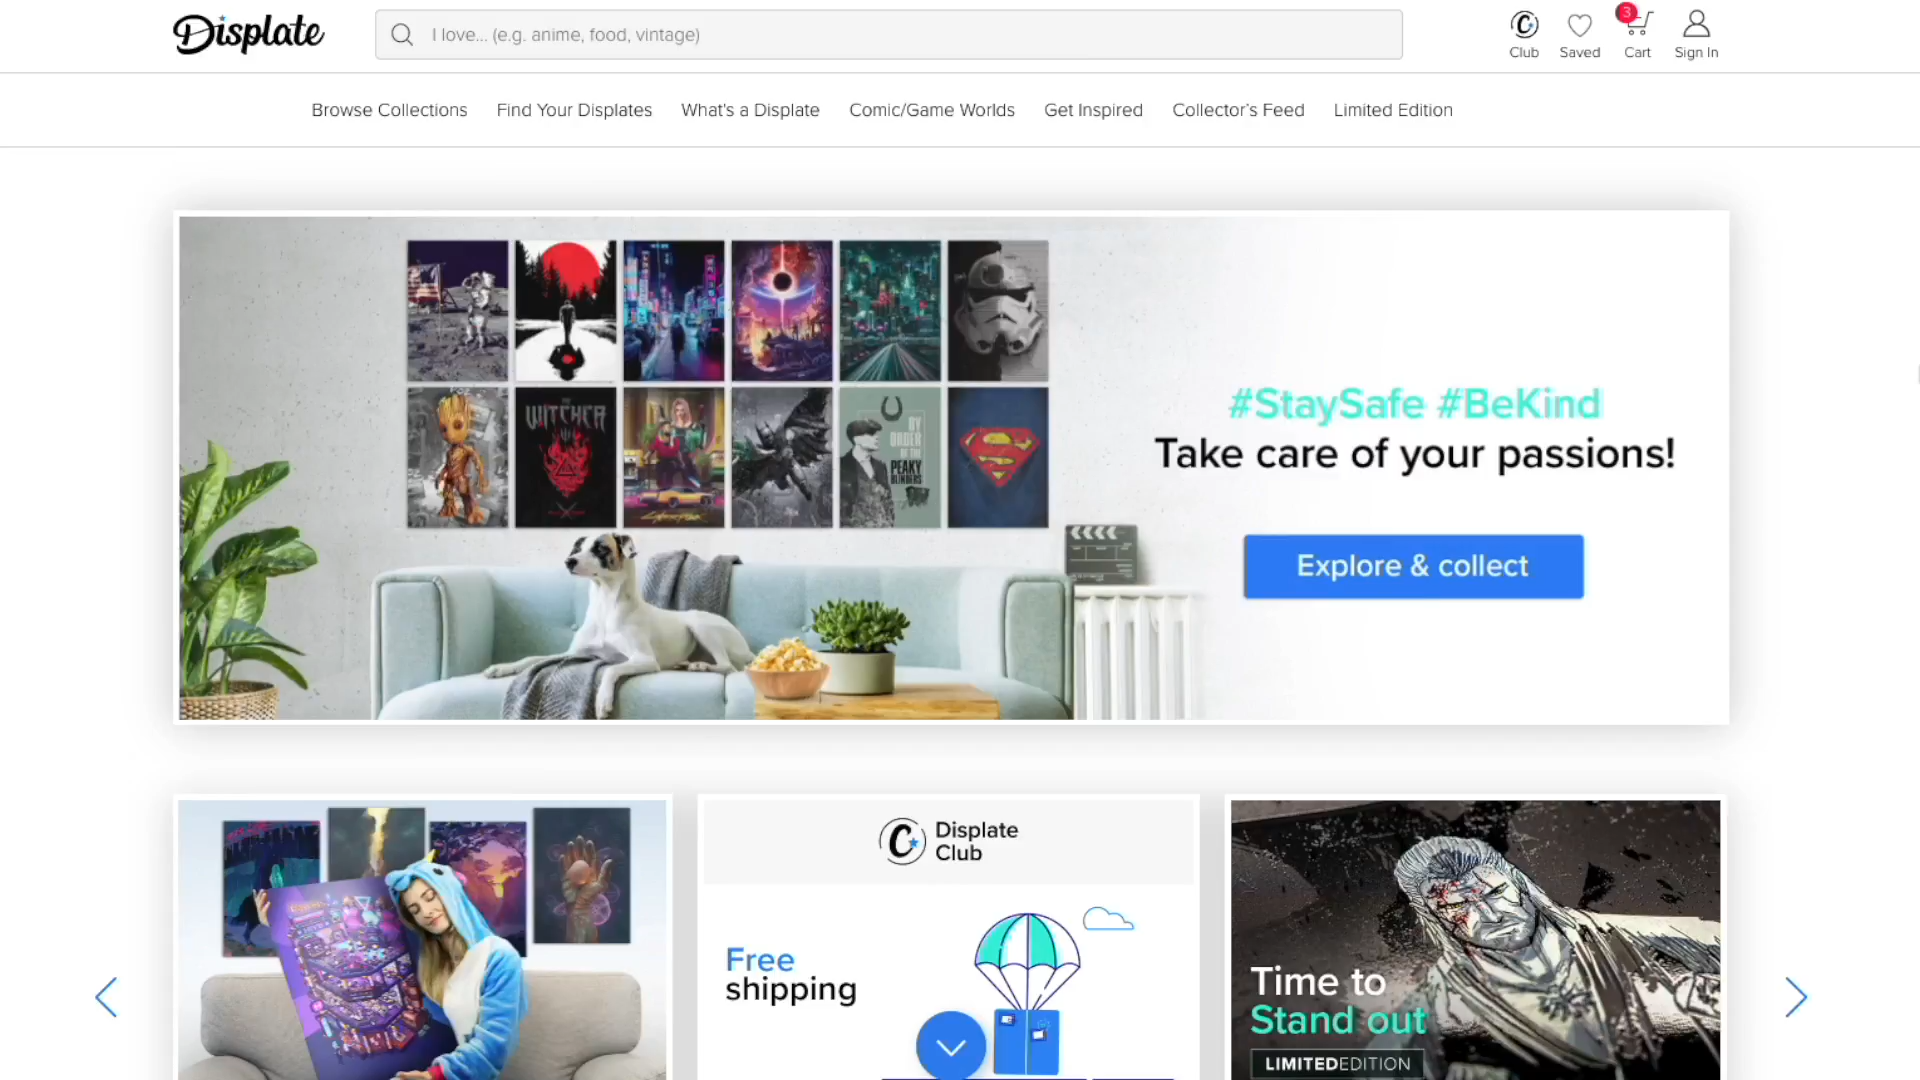 Displate
I love... (e.g. anime, food, vintage)
Club
Saved
3
Cart
Sign In
Browse Collections
Find Your Displates
What's a Displate
Comic/Game Worlds
Get Inspired
Collector's Feed
Limited Edition
THE
WITCHER
BY
ORDER
OF THE
PEAKY
BLINDERS
#StaySafe #BeKind
Take care of your passions!
Explore & collect
Displate
Club
Free
shipping
Time to
Stand out
LIMITEDEDITION